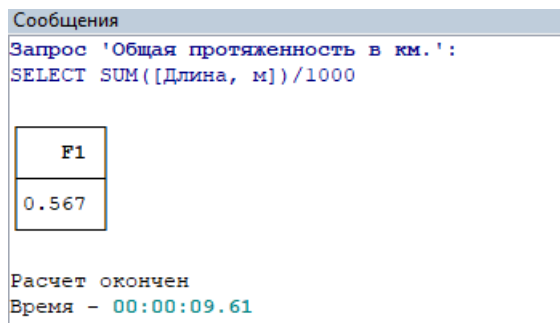 Сообщения
Запрос 'Общая протяженность в км.':
SELECT SUM([Длина, м])/1000
F1
0.567
Расчет окончен
Время - 00:00:09.61